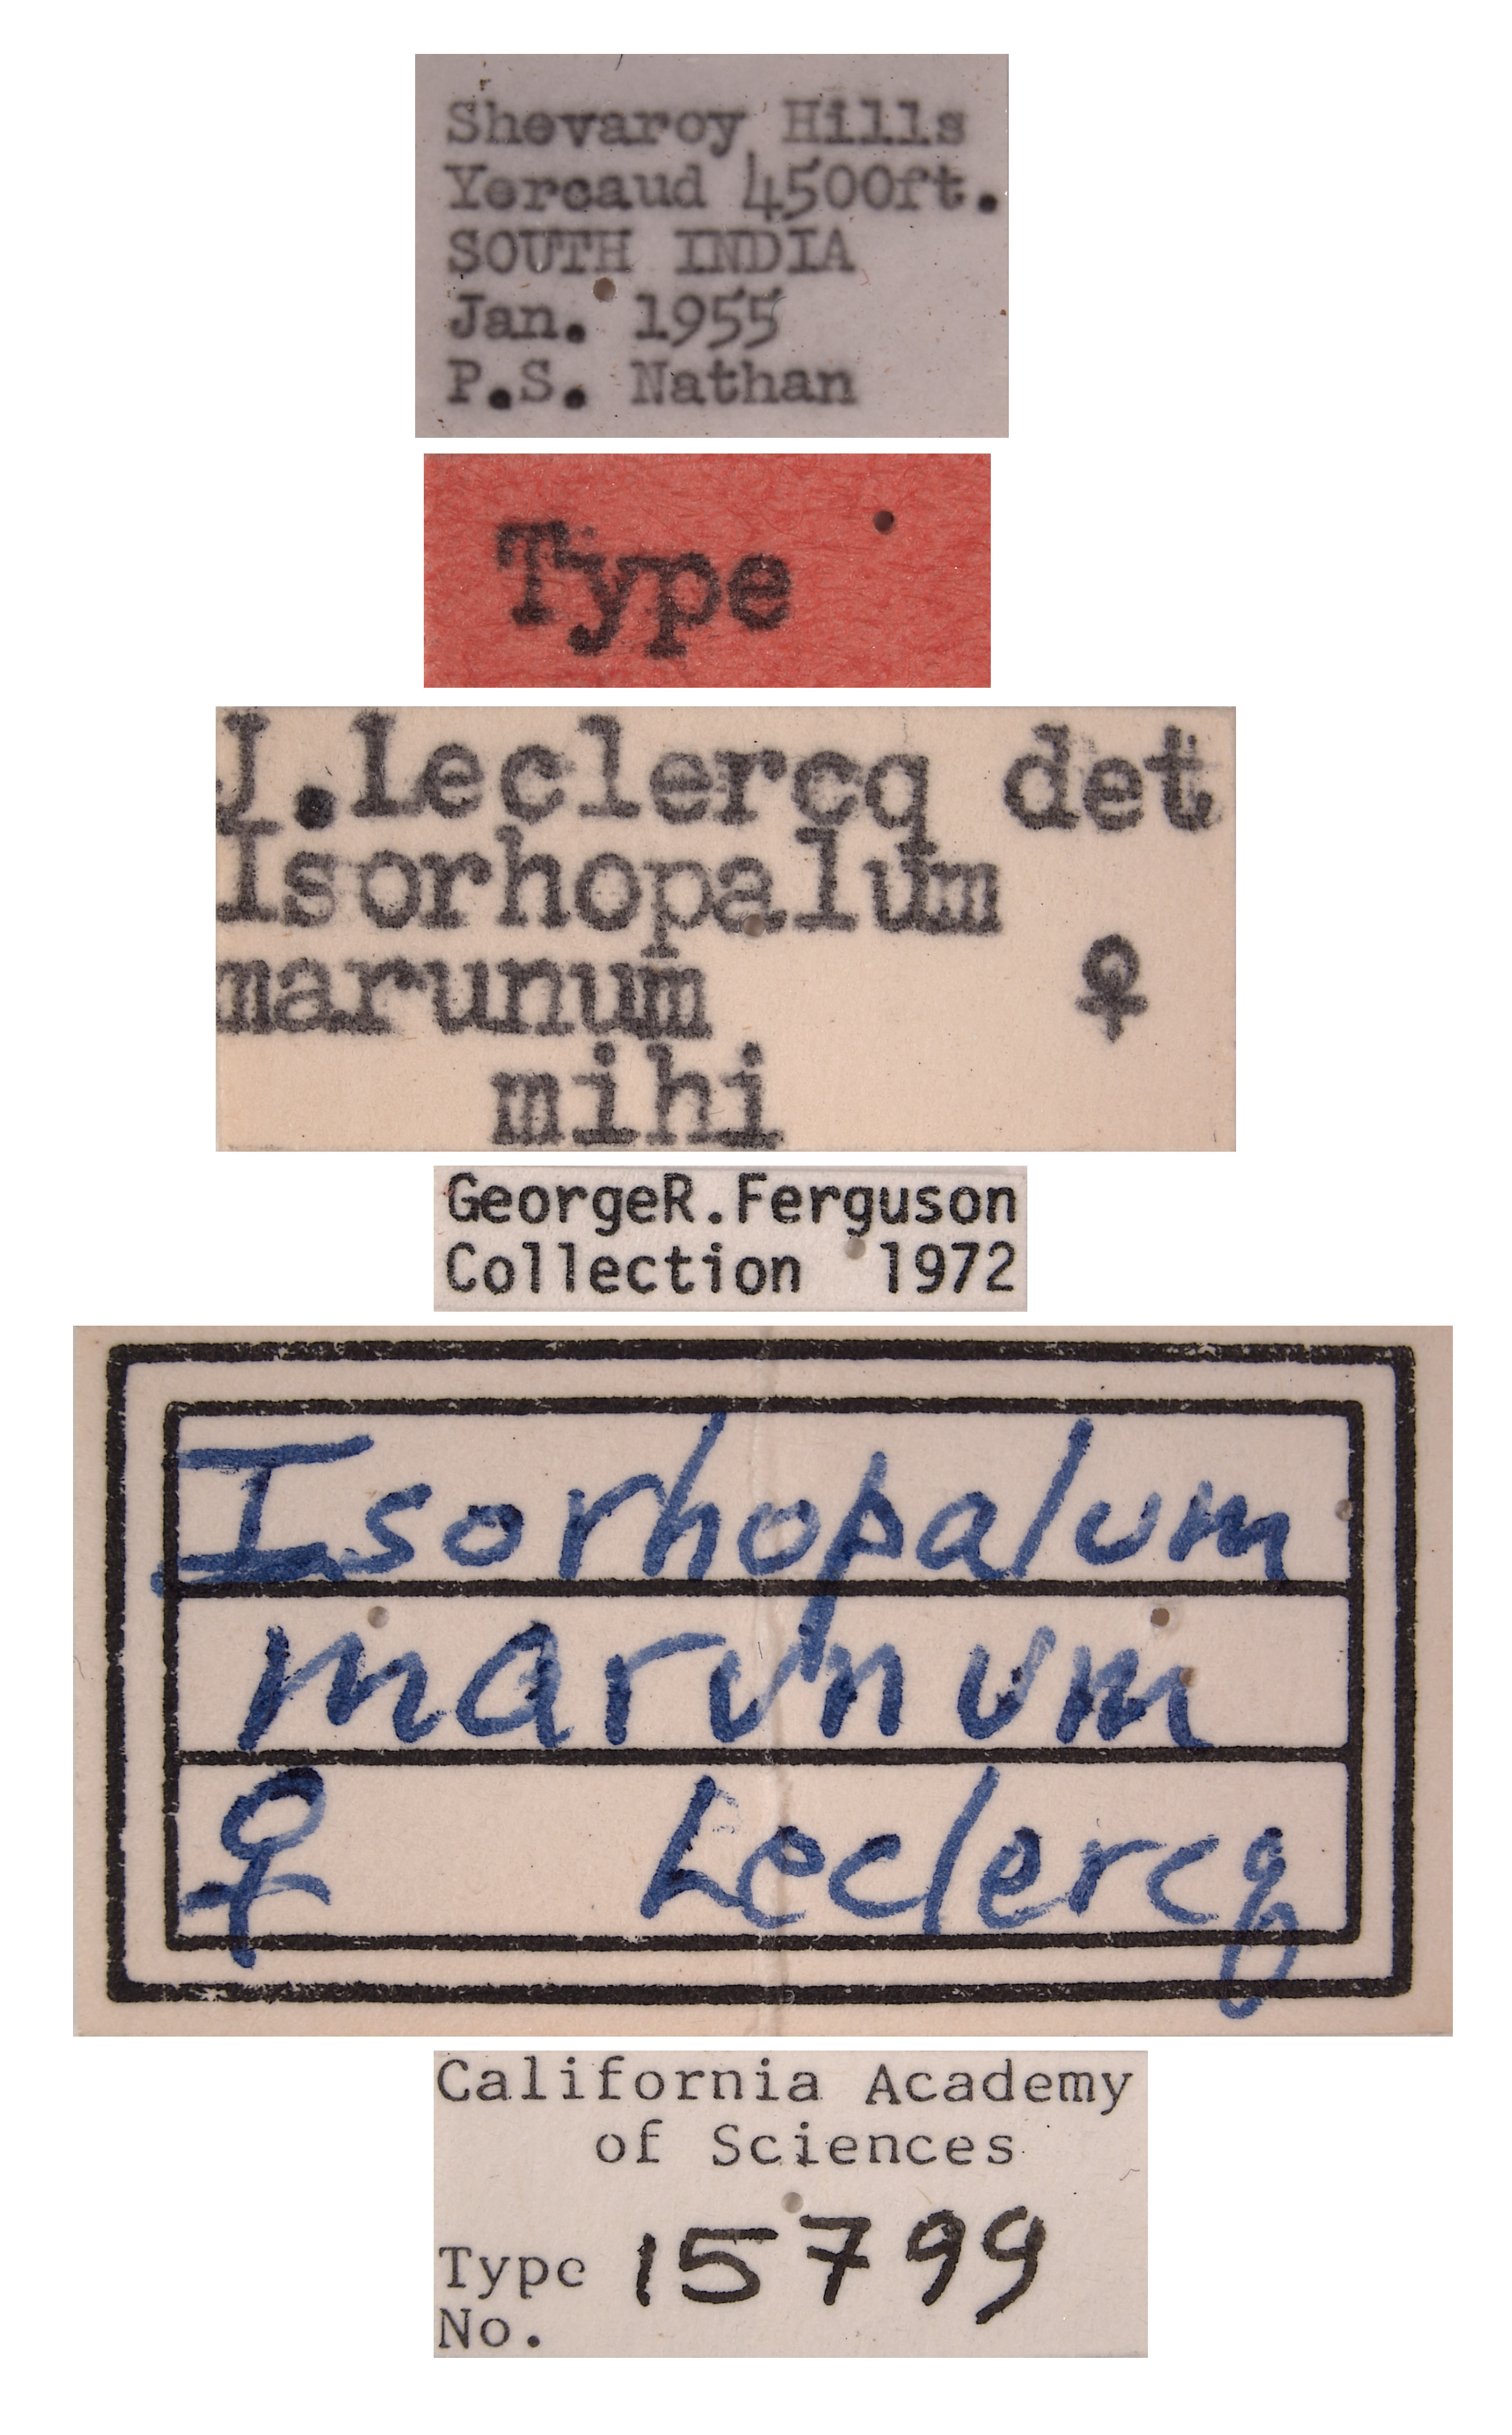 Shevaroy Hills
Yercaud 4500ft.
SOUTH INDIA
Jan. 1955
P.S. Nathan
Type
J.Leclercq det
Isorhopalum
marunum ♀
mihi
GeorgeR.Ferguson
Collection 1972
Isorhopalum
marunum
♀ Leclercq
California Academy
of Sciences
Type 15799
No.